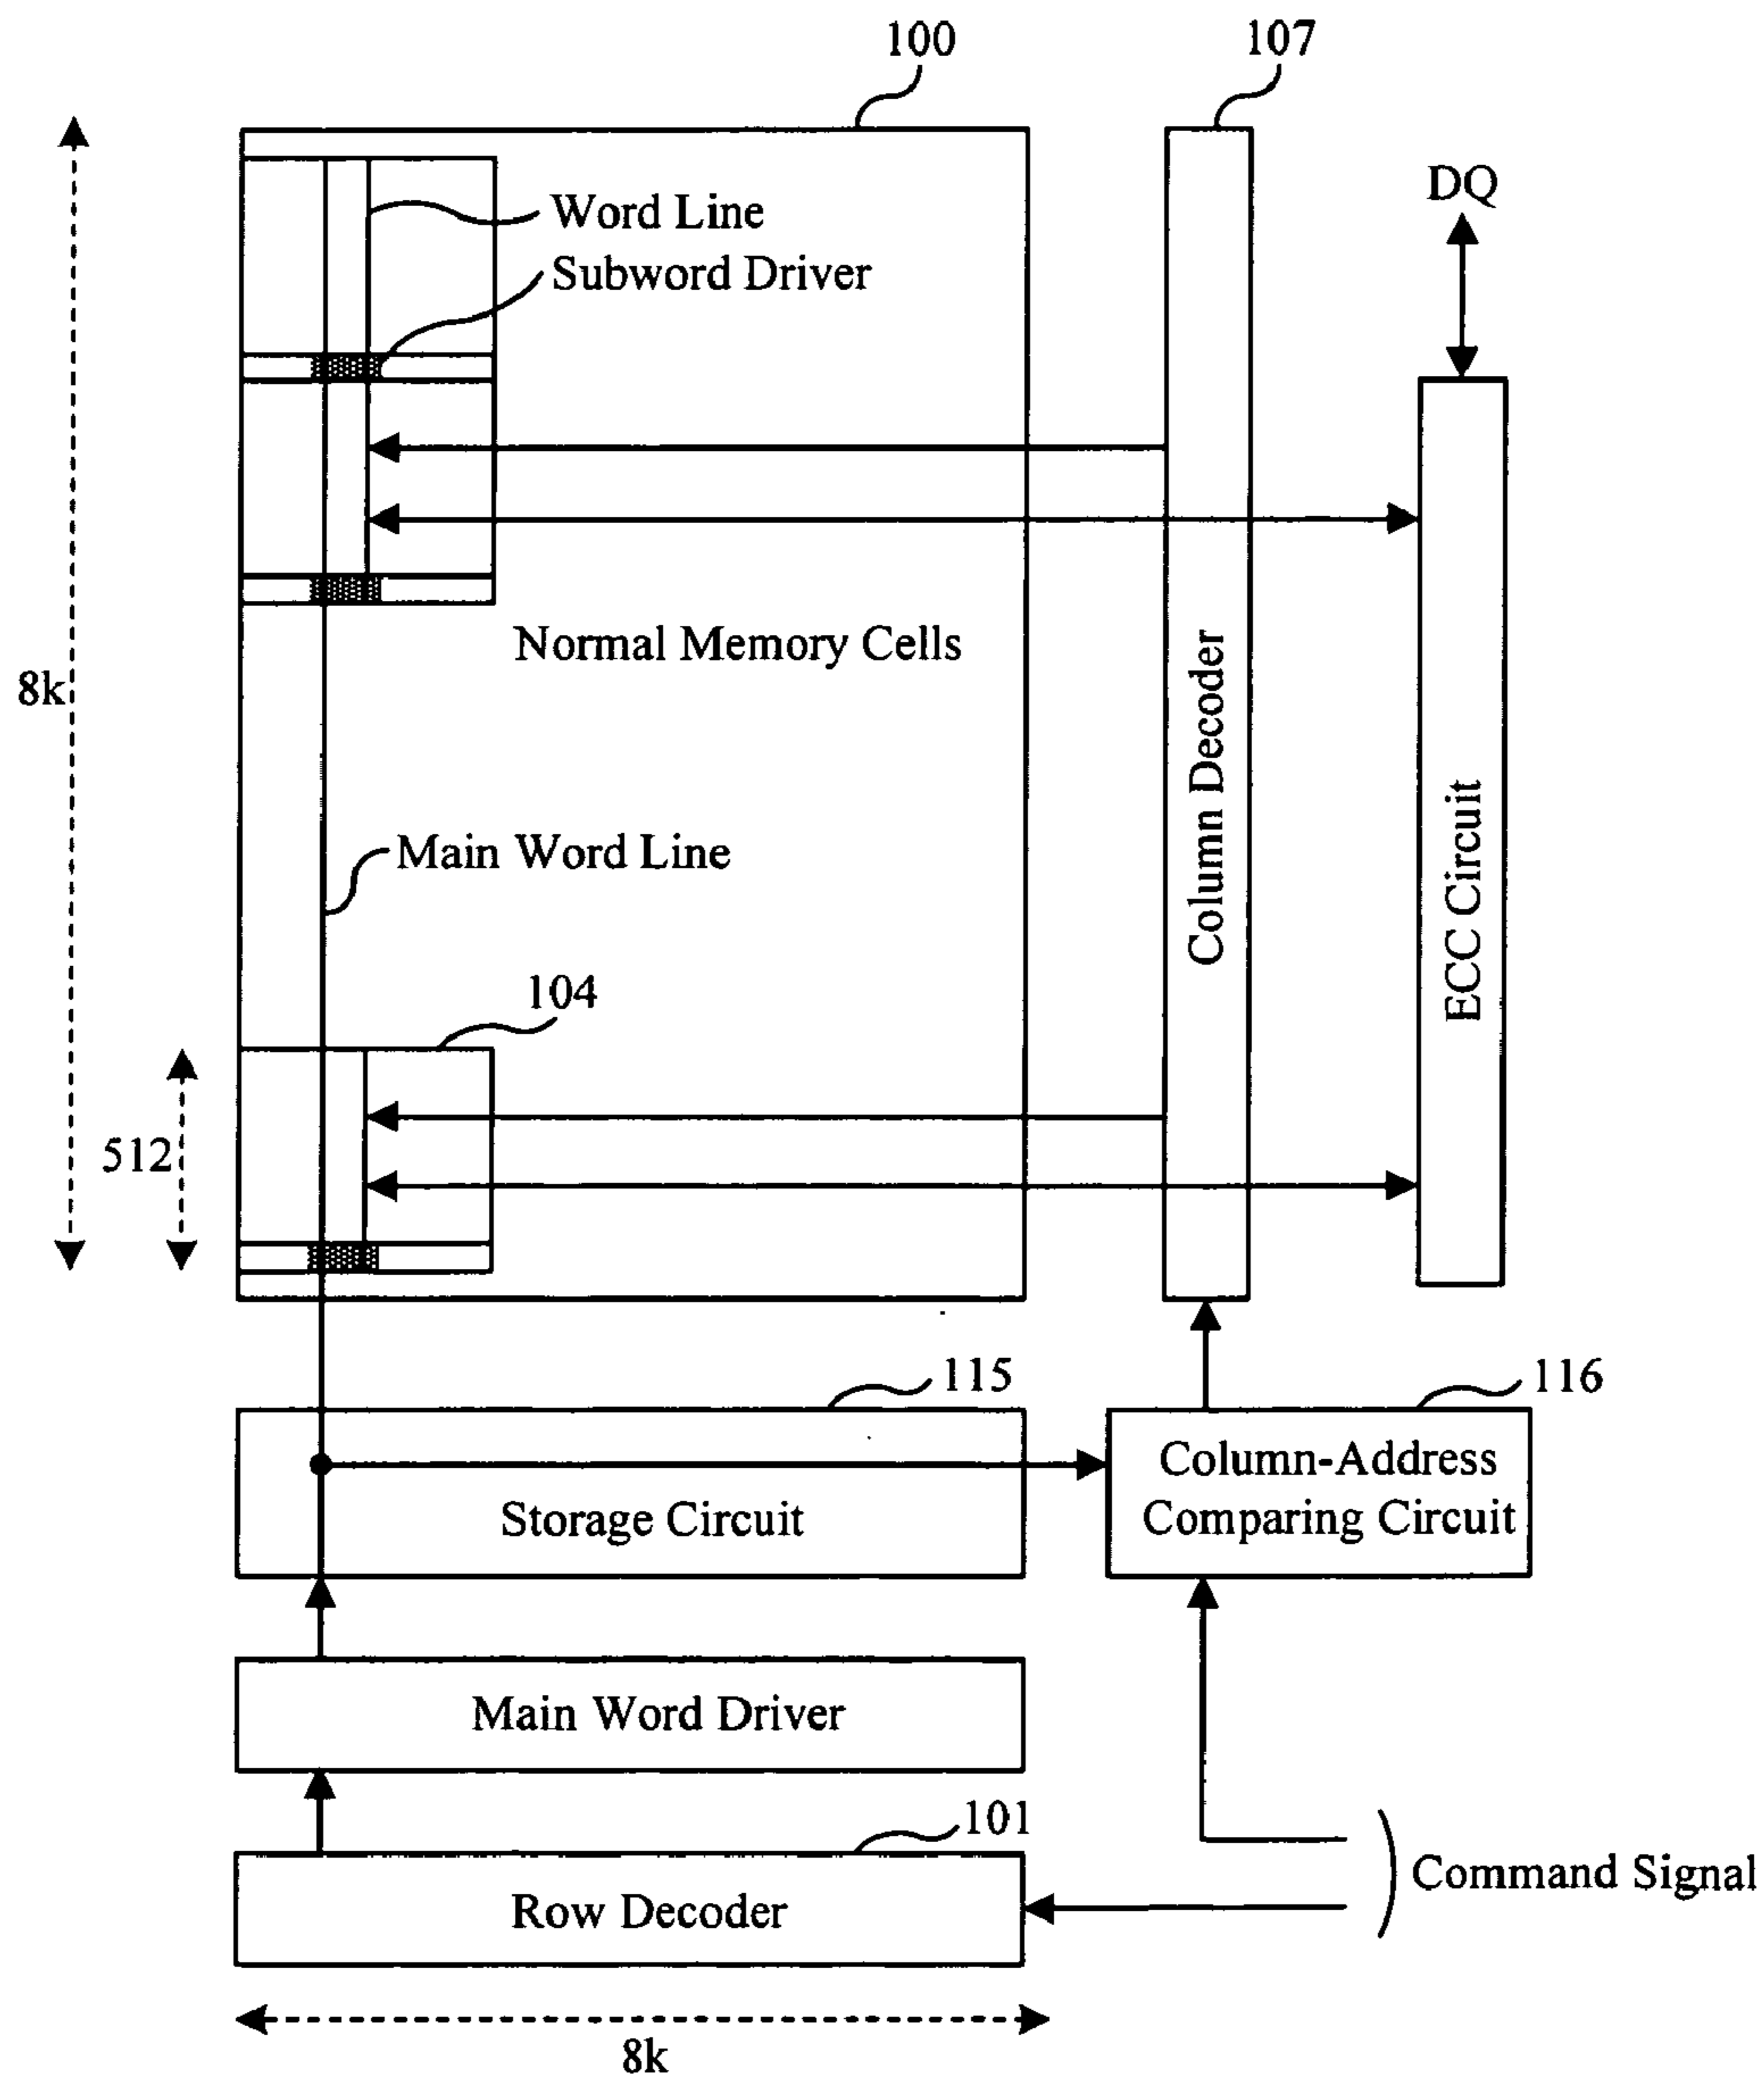 100
107
DQ
Word Line
Subword Driver
Normal Memory Cells
8k
Column Decoder
Main Word Line
ECC Circuit
104
512
115
116
Column-Address
Comparing Circuit
Storage Circuit
Main Word Driver
101
Command Signal
Row Decoder
8k